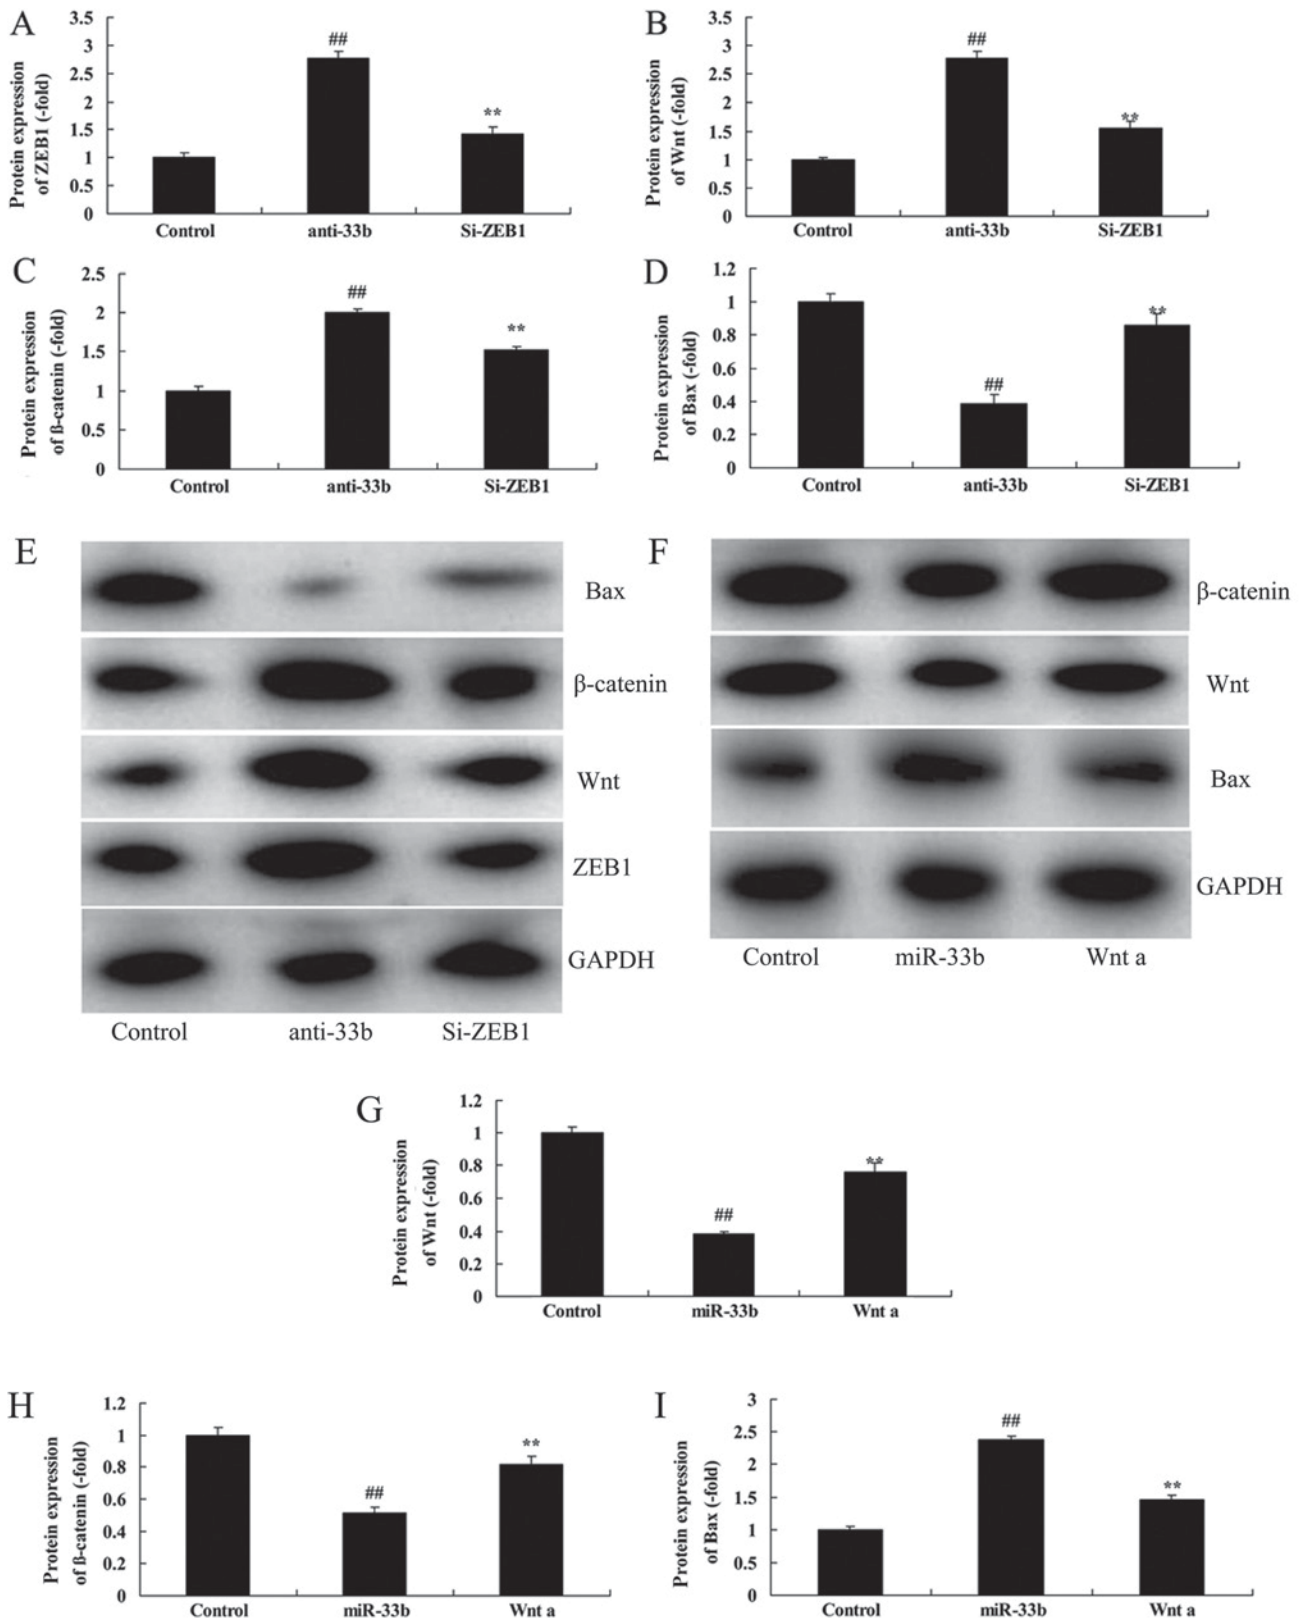 A
Protein expression
of ZEB1 (-fold)
3.5
3
2.5
2
1.5
1
0.5
0
##
**
Control anti-33b Si-ZEB1
B
Protein expression
of Wnt (-fold)
3.5
3
2.5
2
1.5
1
0.5
0
##
**
Control anti-33b Si-ZEB1
C
Protein expression
of ß-catenin (-fold)
2.5
2
1.5
1
0.5
0
##
**
Control anti-33b Si-ZEB1
D
Protein expression
of Bax (-fold)
1.2
1
0.8
0.6
0.4
0.2
0
##
**
Control anti-33b Si-ZEB1
E
Bax
β-catenin
Wnt
ZEB1
GAPDH
Control anti-33b Si-ZEB1
F
β-catenin
Wnt
Bax
GAPDH
Control miR-33b Wnt a
G
Protein expression
of Wnt (-fold)
1.2
1
0.8
0.6
0.4
0.2
0
##
**
Control miR-33b Wnt a
H
Protein expression
of ß-catenin (-fold)
1.2
1
0.8
0.6
0.4
0.2
0
##
**
Control miR-33b Wnt a
I
Protein expression
of Bax (-fold)
3
2.5
2
1.5
1
0.5
0
##
**
Control miR-33b Wnt a